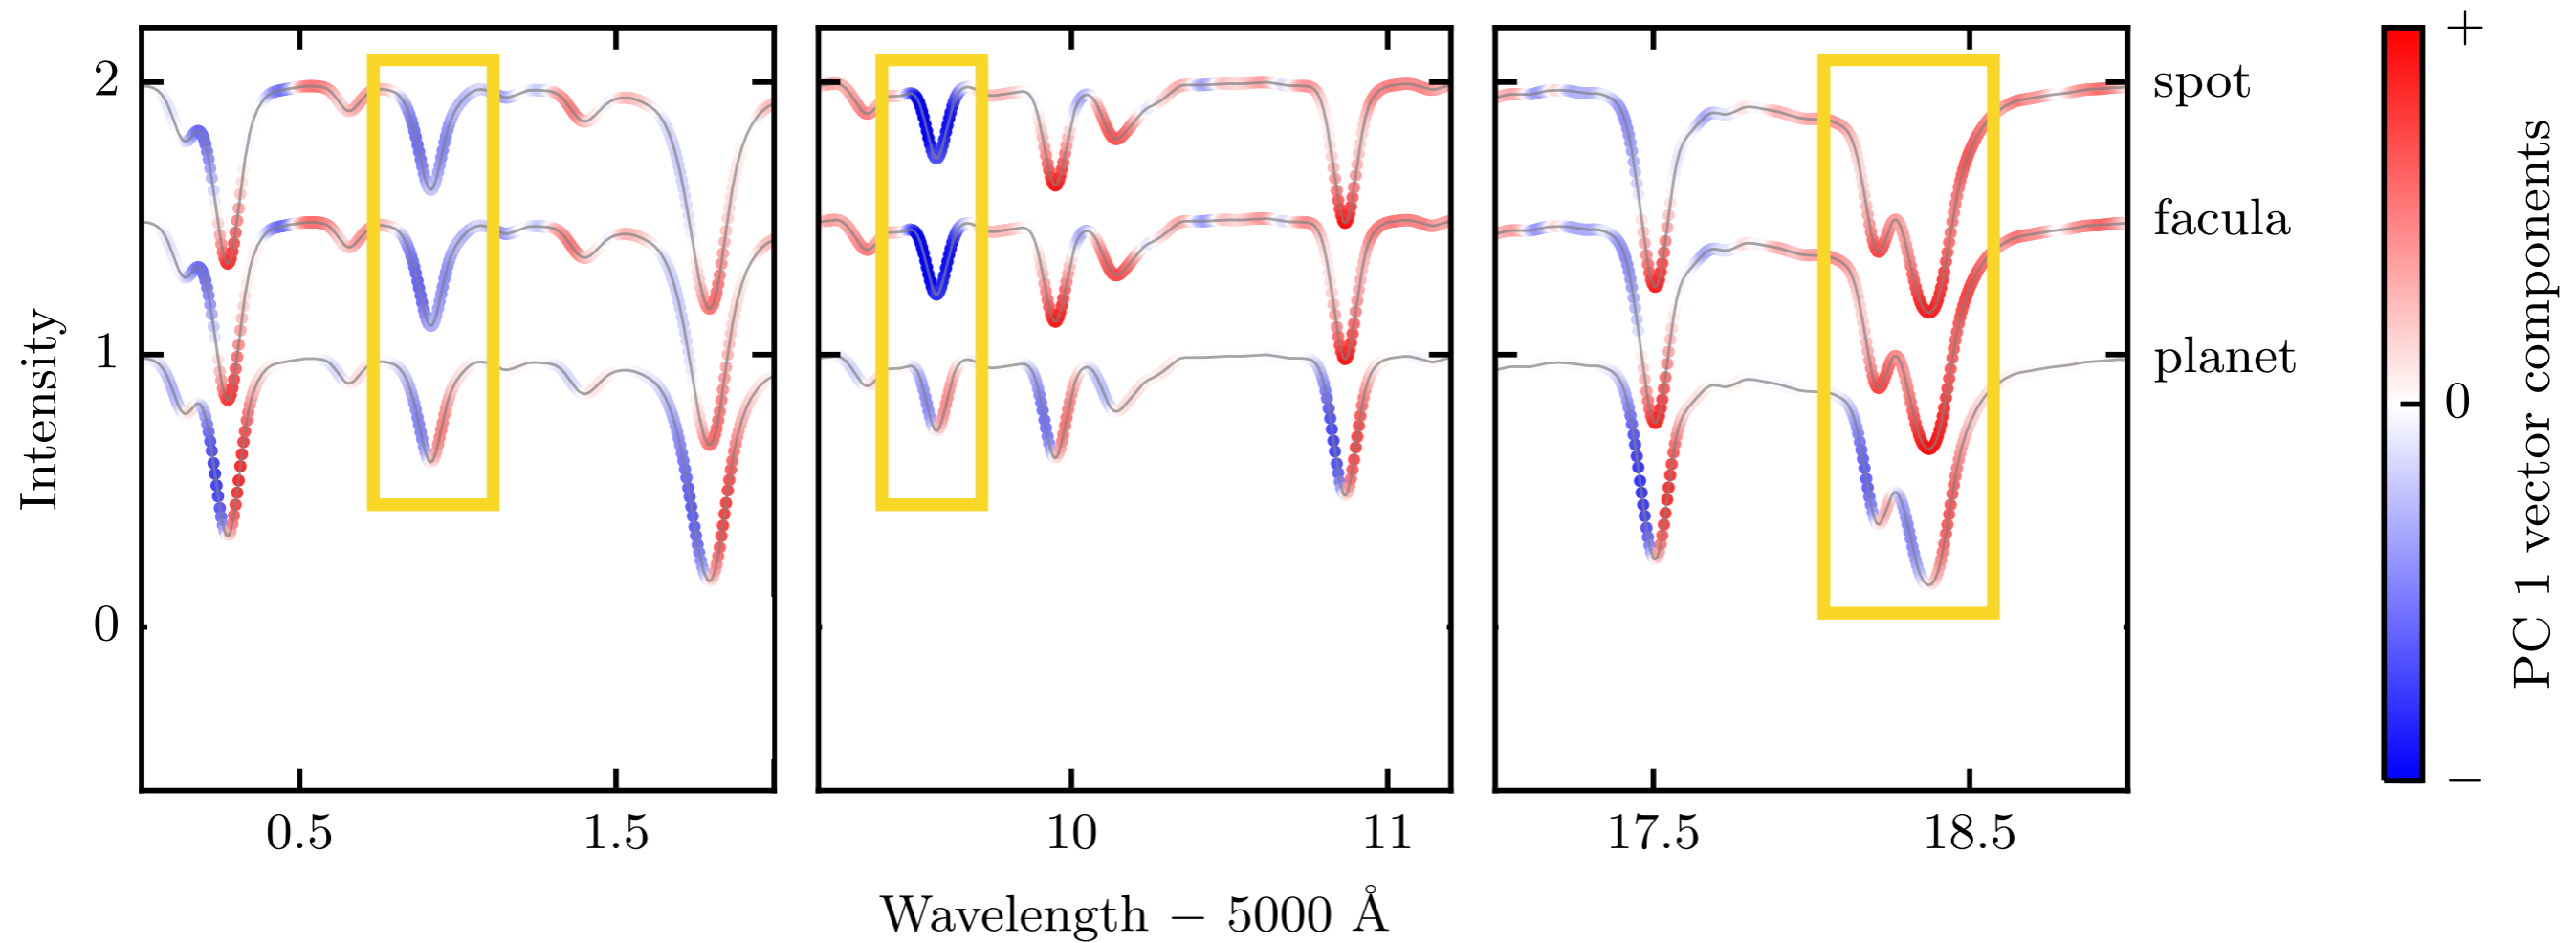 Intensity
2
1
0
0.5
1.5
10
11
17.5
18.5
Wavelength − 5000 Å
spot
facula
planet
+
0
−
PC 1 vector components